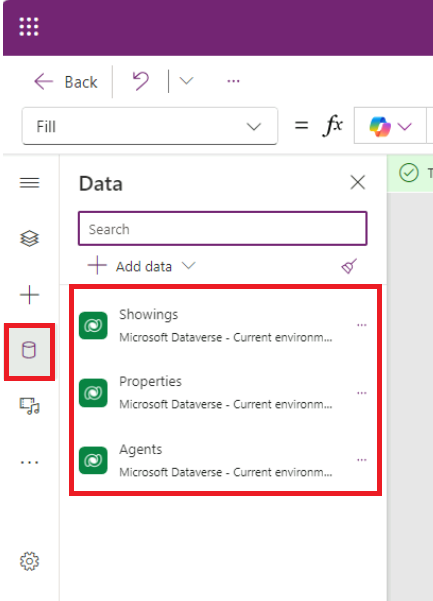 Back
Fill
= fx
Data
Search
Add data
Showings
Microsoft Dataverse - Current environm...
Properties
Microsoft Dataverse - Current environm...
Agents
Microsoft Dataverse - Current environm...